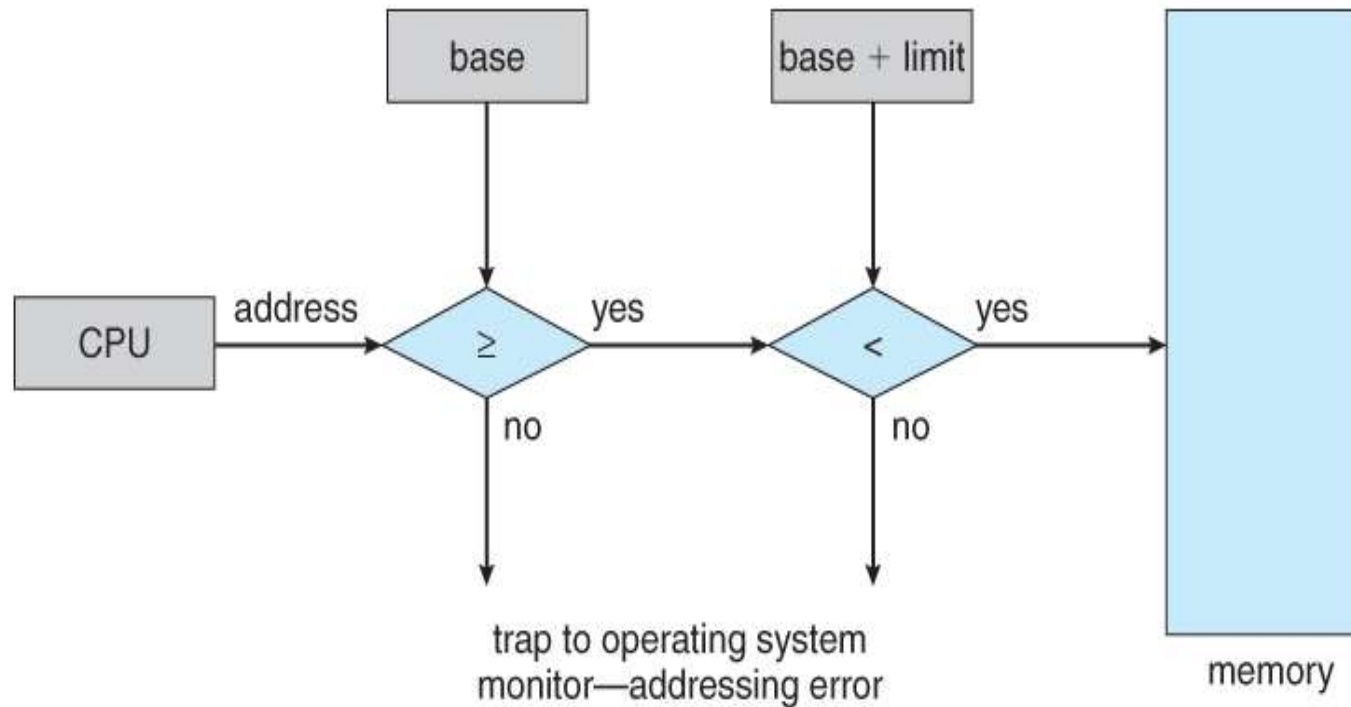 base
base + limit
CPU
address
≥
yes
<
yes
no
no
trap to operating system
monitor—addressing error
memory